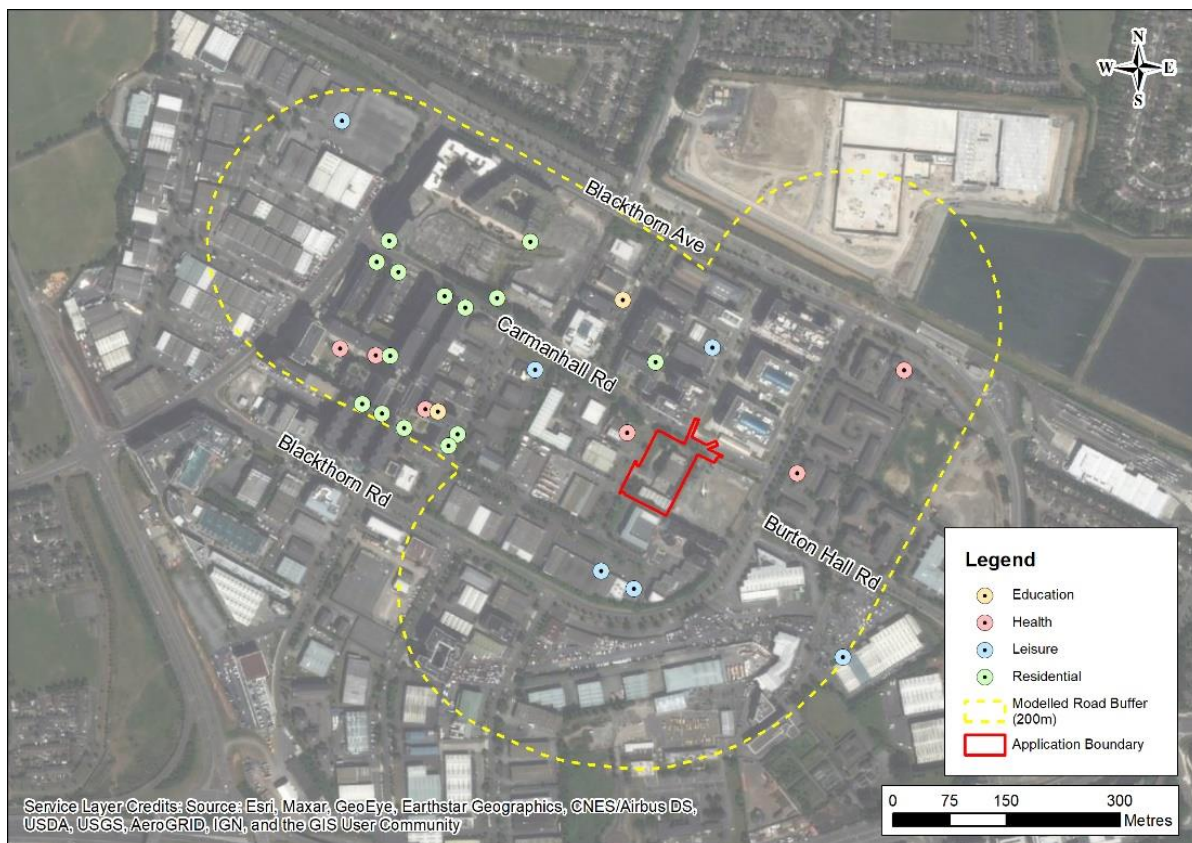 N
W E
S
Blackthorn Ave
Carmanhall Rd
Blackthorn Rd
Burton Hall Rd
Legend
Education
Health
Leisure
Residential
Modelled Road Buffer
(200m)
Application Boundary
Service Layer Credits: Source: Esri, Maxar, GeoEye, Earthstar Geographics, CNES/Airbus DS,
USDA, USGS, AeroGRID, IGN, and the GIS User Community
0 75 150 300
Metres